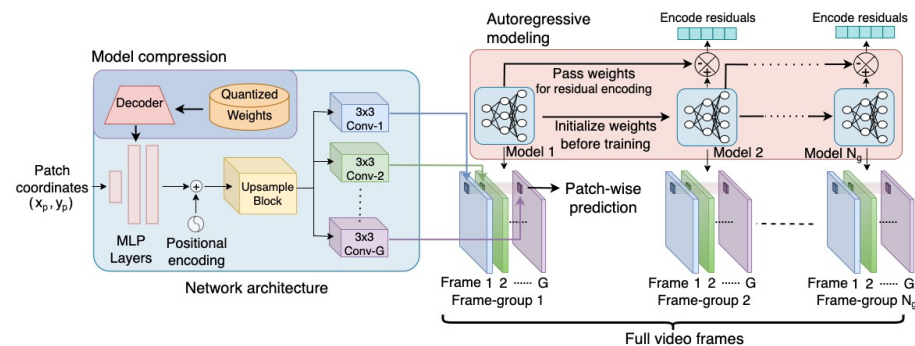 Autoregressive
modeling
Encode residuals
Encode residuals
Model compression
Decoder
Quantized
Weights
3x3
Conv-1
3x3
Conv-2
3x3
Conv-G
Patch
coordinates
(xp, yp)
MLP
Layers
+
Positional
encoding
Upsample
Block
Network architecture
Pass weights
for residual encoding
Initialize weights
before training
Model 1
Model 2
Model Ng
-
+
-
+
Patch-wise
prediction
Frame 1 2 ...... G
Frame-group 1
Frame 1 2 ...... G
Frame-group 2
Frame 1 2 ...... G
Frame-group Ng
Full video frames